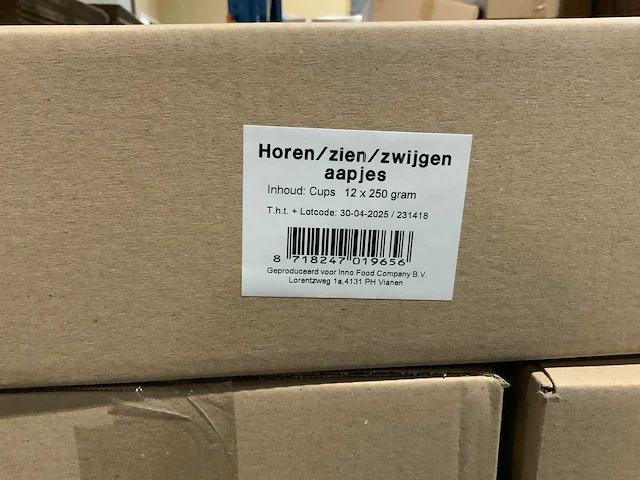 Horen/zien/zwijgen
aapjes
Inhoud: Cups 12 x 250 gram
T.h.t. + Lotcode: 30-04-2025 / 231418
8 718247 019656
Geproduceerd voor Inno Food Company B.V.
Lorentzweg 1a,4131 PH Vianen